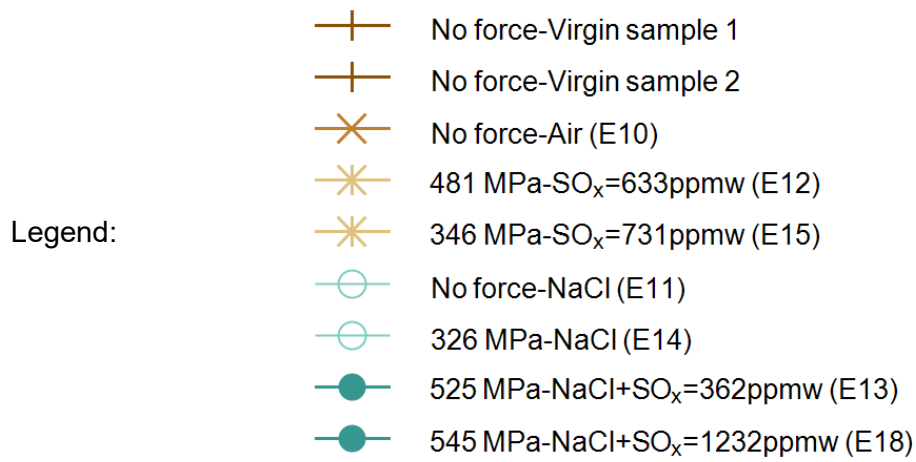 No force-Virgin sample 1
No force-Virgin sample 2
No force-Air (E10)
481 MPa-SOₓ=633ppmw (E12)
Legend:
346 MPa-SOₓ=731ppmw (E15)
No force-NaCl (E11)
326 MPa-NaCl (E14)
525 MPa-NaCl+SOₓ=362ppmw (E13)
545 MPa-NaCl+SOₓ=1232ppmw (E18)